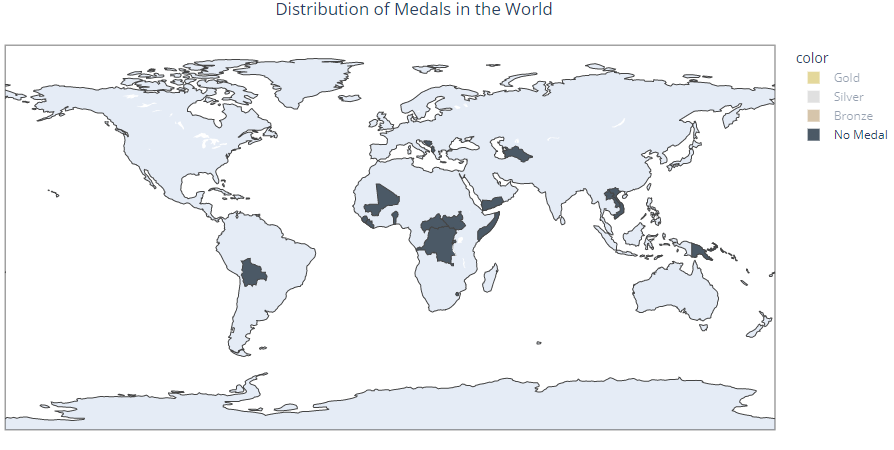 Distribution of Medals in the World
color
Gold
Silver
Bronze
No Medal